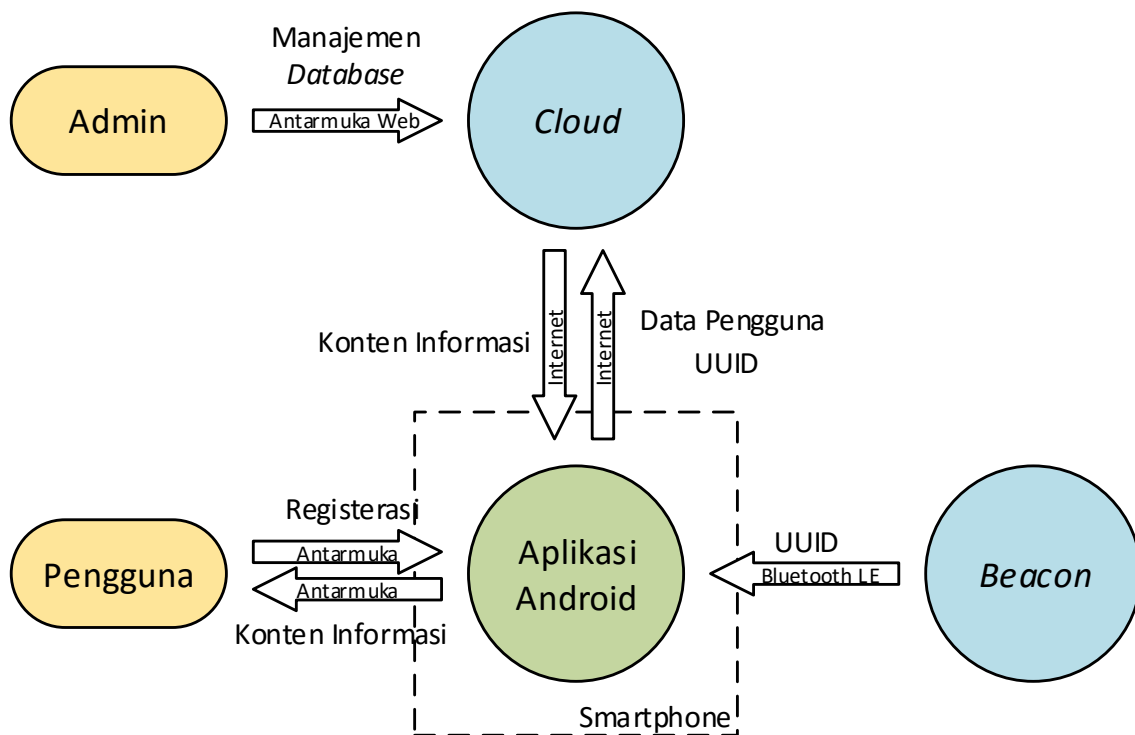 Manajemen
Database
Admin
Antarmuka Web
Cloud
Konten Informasi
Internet
Internet
Data Pengguna
UUID
Registerasi
Pengguna
Antarmuka
Antarmuka
Konten Informasi
Aplikasi
Android
UUID
Bluetooth LE
Beacon
Smartphone